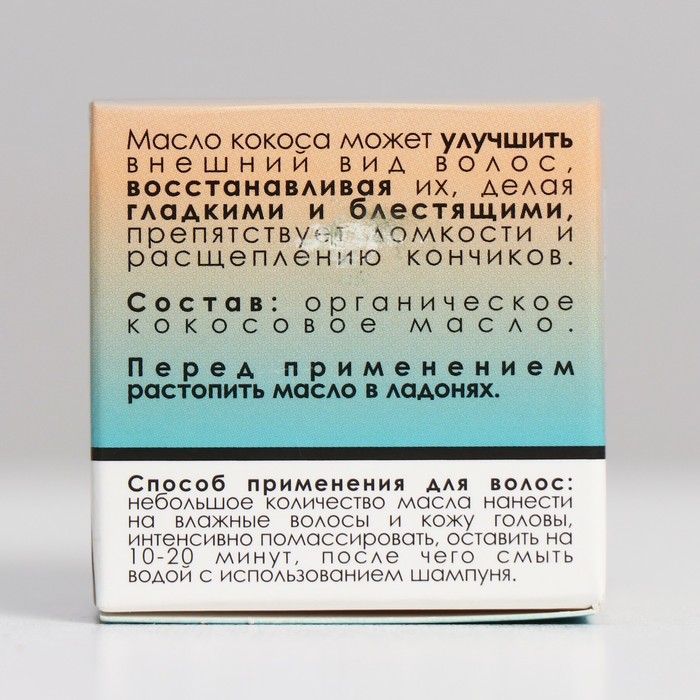 Масло кокоса может улучшить
внешний вид волос,
восстанавливая их, делая
гладкими и блестящими,
препятствует ломкости и
расщеплению кончиков.
Состав: органическое
кокосовое масло.
Перед применением
растопить масло в ладонях.
Способ применения для волос:
небольшое количество масла нанести
на влажные волосы и кожу головы,
интенсивно помассировать, оставить на
10-20 минут, после чего смыть
водой с использованием шампуня.